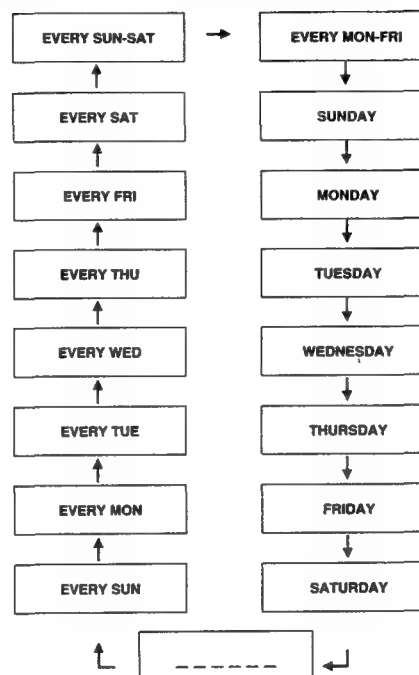 EVERY SUN-SAT
EVERY MON-FRI
EVERY SAT
SUNDAY
EVERY FRI
MONDAY
EVERY THU
TUESDAY
EVERY WED
WEDNESDAY
EVERY TUE
THURSDAY
EVERY MON
FRIDAY
EVERY SUN
SATURDAY
– – – – – –